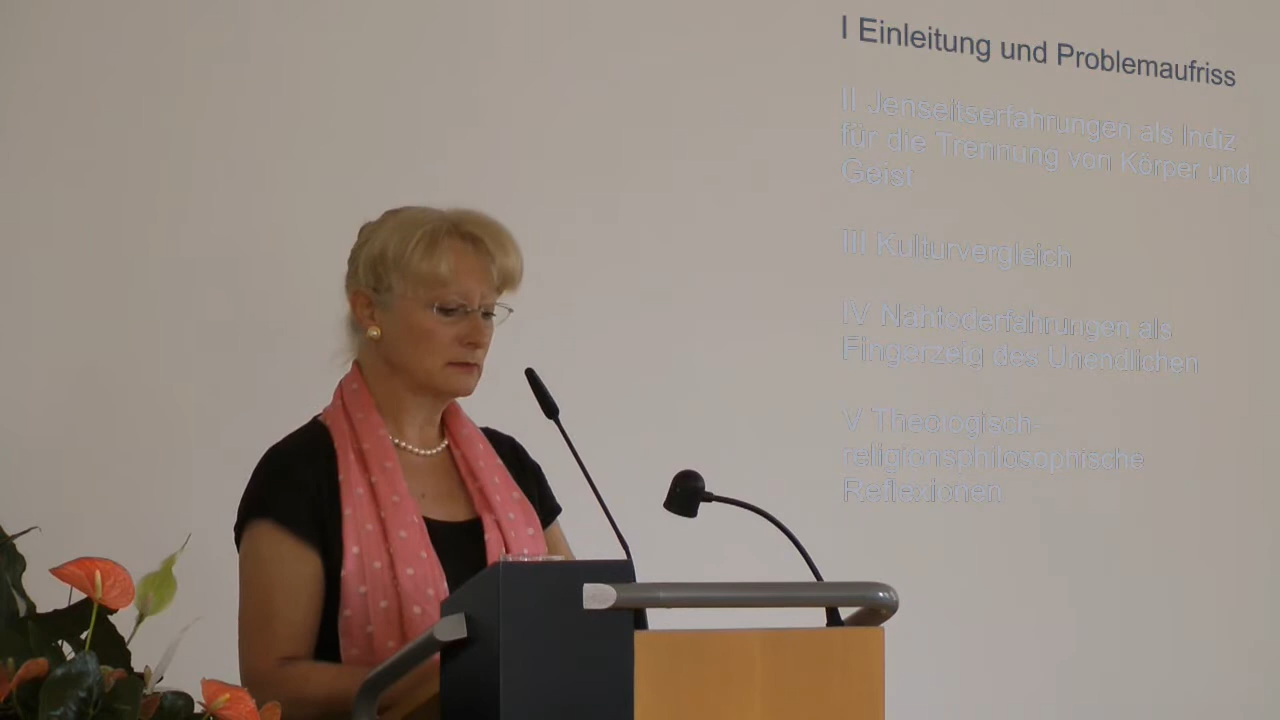 I Einleitung und Problemaufriss
II Jenseitserfahrungen als Indiz
für die Trennung von Körper und
Geist
III Kulturvergleich
IV Nahtoderfahrungen als
Fingerzeig des Unendlichen
V Theologisch-
religionsphilosophische
Reflexionen